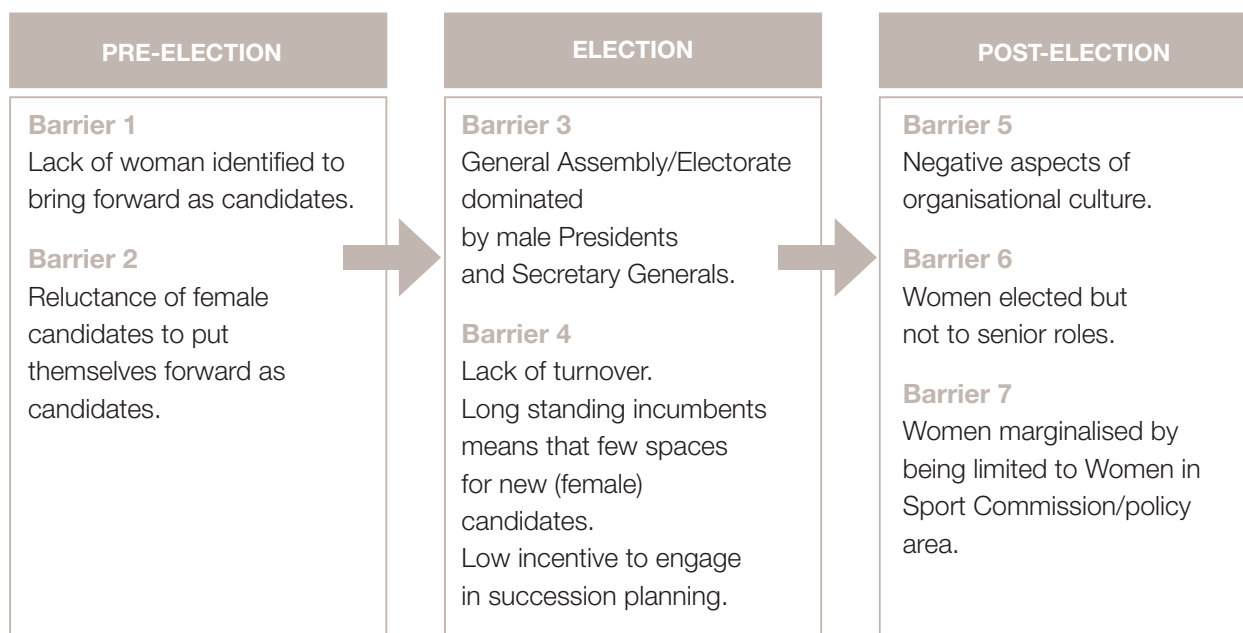 PRE-ELECTION
Barrier 1
Lack of woman identified to
bring forward as candidates.
Barrier 2
Reluctance of female
candidates to put
themselves forward as
candidates.
ELECTION
Barrier 3
General Assembly/Electorate
dominated
by male Presidents
and Secretary Generals.
Barrier 4
Lack of turnover.
Long standing incumbents
means that few spaces
for new (female)
candidates.
Low incentive to engage
in succession planning.
POST-ELECTION
Barrier 5
Negative aspects of
organisational culture.
Barrier 6
Women elected but
not to senior roles.
Barrier 7
Women marginalised by
being limited to Women in
Sport Commission/policy
area.